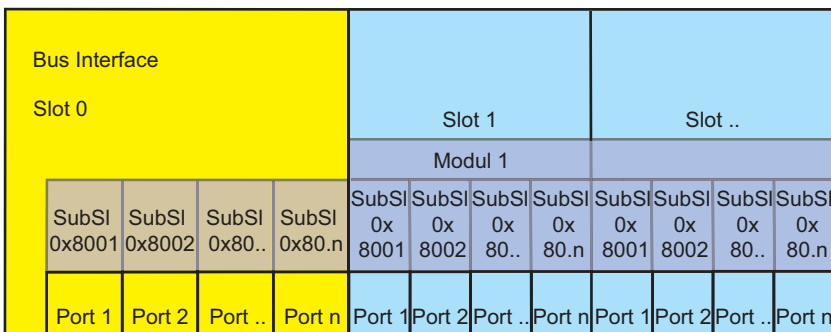 Bus Interface
Slot 0
Slot 1
Slot ..
Modul 1
SubSl
0x8001
SubSl
0x8002
SubSl
0x80..
SubSl
0x80.n
SubSl
0x
8001
SubSl
0x
8002
SubSl
0x
80..
SubSl
0x
80.n
SubSl
0x
8001
SubSl
0x
8002
SubSl
0x
80..
SubSl
0x
80.n
Port 1
Port 2
Port ..
Port n
Port 1
Port 2
Port ..
Port n
Port 1
Port 2
Port ..
Port n